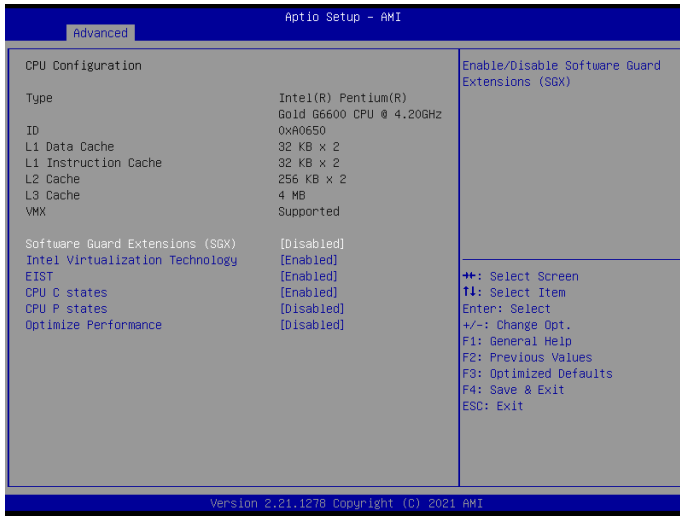 Aptio Setup – AMI
Advanced
CPU Configuration
Type Intel(R) Pentium(R)
Gold G6600 CPU @ 4.20GHz
ID 0xA0650
L1 Data Cache 32 KB x 2
L1 Instruction Cache 32 KB x 2
L2 Cache 256 KB x 2
L3 Cache 4 MB
VMX Supported
Software Guard Extensions (SGX) [Disabled]
Intel Virtualization Technology [Enabled]
EIST [Enabled]
CPU C states [Enabled]
CPU P states [Disabled]
Optimize Performance [Disabled]
Enable/Disable Software Guard
Extensions (SGX)
→←: Select Screen
↑↓: Select Item
Enter: Select
+/-: Change Opt.
F1: General Help
F2: Previous Values
F3: Optimized Defaults
F4: Save & Exit
ESC: Exit
Version 2.21.1278 Copyright (C) 2021 AMI